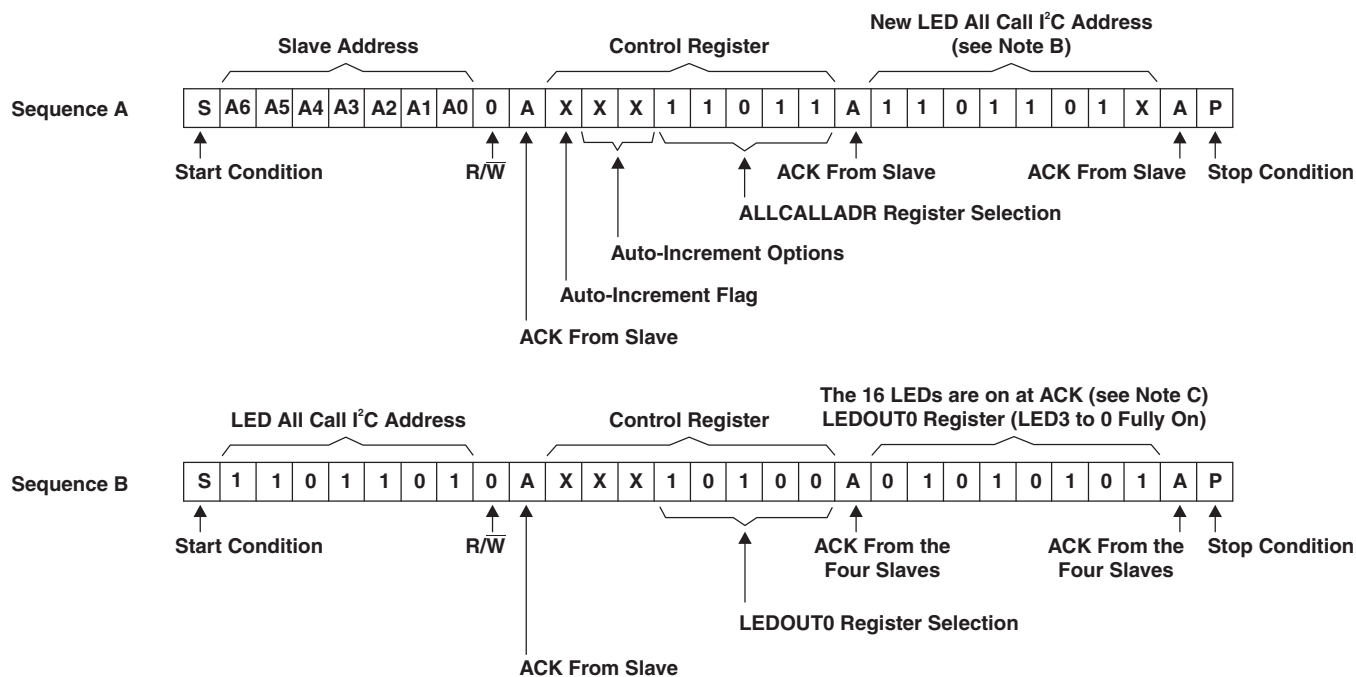 New LED All Call I²C Address
(see Note B)
Slave Address
Control Register
Sequence A
S A6 A5 A4 A3 A2 A1 A0 0 A X X X 1 1 0 1 1 A 1 1 0 1 1 0 1 X A P
Start Condition
R/W̅
ACK From Slave
ACK From Slave
Stop Condition
ALLCALLADR Register Selection
Auto-Increment Options
Auto-Increment Flag
ACK From Slave
The 16 LEDs are on at ACK (see Note C)
LED All Call I²C Address
Control Register
LEDOUT0 Register (LED3 to 0 Fully On)
Sequence B
S 1 1 0 1 1 0 1 0 A X X X 1 0 1 0 0 A 0 1 0 1 0 1 0 1 A P
Start Condition
R/W̅
ACK From the
Four Slaves
ACK From the
Four Slaves
Stop Condition
LEDOUT0 Register Selection
ACK From Slave